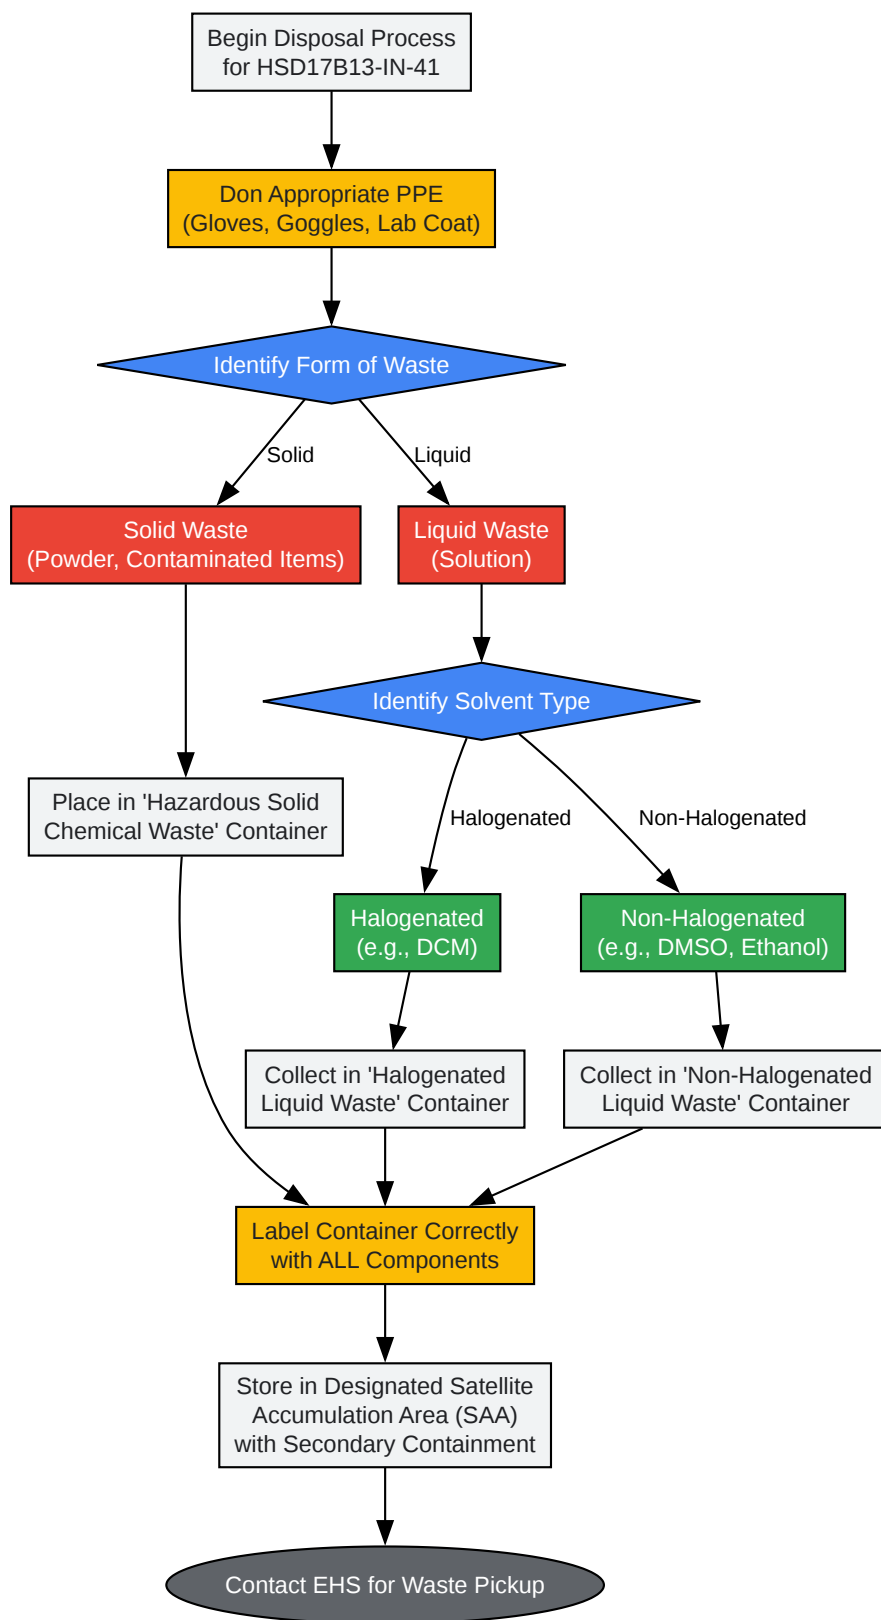 Begin Disposal Process
for HSD17B13-IN-41
Don Appropriate PPE
(Gloves, Goggles, Lab Coat)
Identify Form of Waste
Solid
Liquid
Solid Waste
(Powder, Contaminated Items)
Liquid Waste
(Solution)
Identify Solvent Type
Place in 'Hazardous Solid
Chemical Waste' Container
Halogenated
Non-Halogenated
Halogenated
(e.g., DCM)
Non-Halogenated
(e.g., DMSO, Ethanol)
Collect in 'Halogenated
Liquid Waste' Container
Collect in 'Non-Halogenated
Liquid Waste' Container
Label Container Correctly
with ALL Components
Store in Designated Satellite
Accumulation Area (SAA)
with Secondary Containment
Contact EHS for Waste Pickup